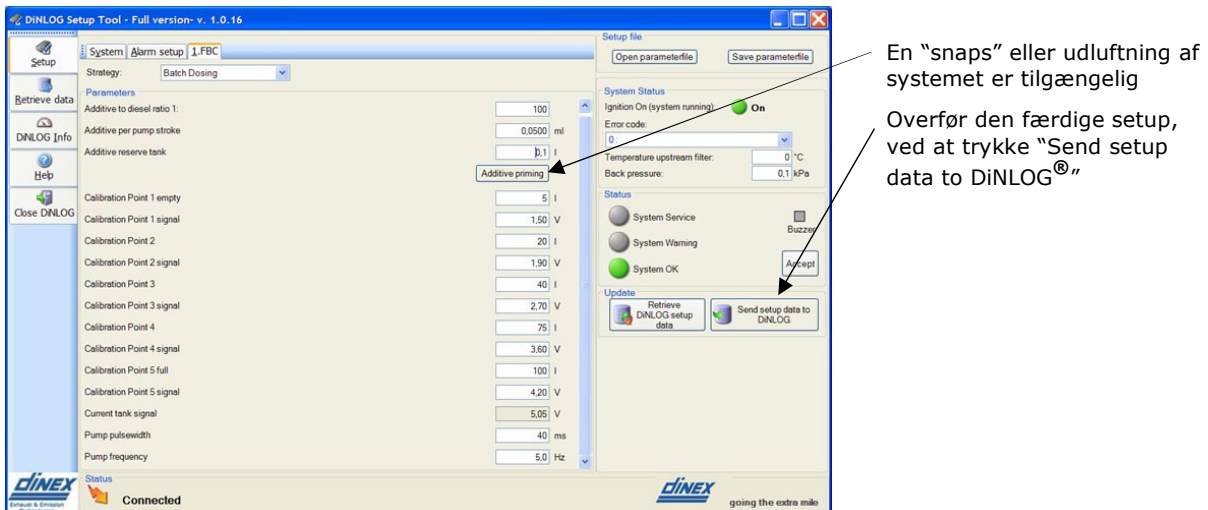 DiNLOG Setup Tool - Full version- v. 1.0.16
Setup
Retrieve data
DiNLOG Info
Help
Close DiNLOG
System Alarm setup 1.FBC
Strategy: Batch Dosing
Parameters
Additive to diesel ratio 1: 100
Additive per pump stroke 0,0500 ml
Additive reserve tank 0,1 l
Additive priming
Calibration Point 1 empty 5 l
Calibration Point 1 signal 1,50 V
Calibration Point 2 20 l
Calibration Point 2 signal 1,90 V
Calibration Point 3 40 l
Calibration Point 3 signal 2,70 V
Calibration Point 4 75 l
Calibration Point 4 signal 3,60 V
Calibration Point 5 full 100 l
Calibration Point 5 signal 4,20 V
Current tank signal 5,05 V
Pump pulsewidth 40 ms
Pump frequency 5,0 Hz
Setup file
Open parameterfile Save parameterfile
System Status
Ignition On (system running): On
Error code:
0
Temperature upstream filter: 0 °C
Back pressure: 0,1 kPa
Status
System Service
Buzzer
System Warning
System OK
Accept
Update
Retrieve
DiNLOG setup
data
Send setup data to
DiNLOG
dinex
Exhaust & Emission
Status
Connected
dinex
going the extra mile
En “snaps” eller udluftning af
systemet er tilgængelig
Overfør den færdige setup,
ved at trykke “Send setup
data to DiNLOG®”